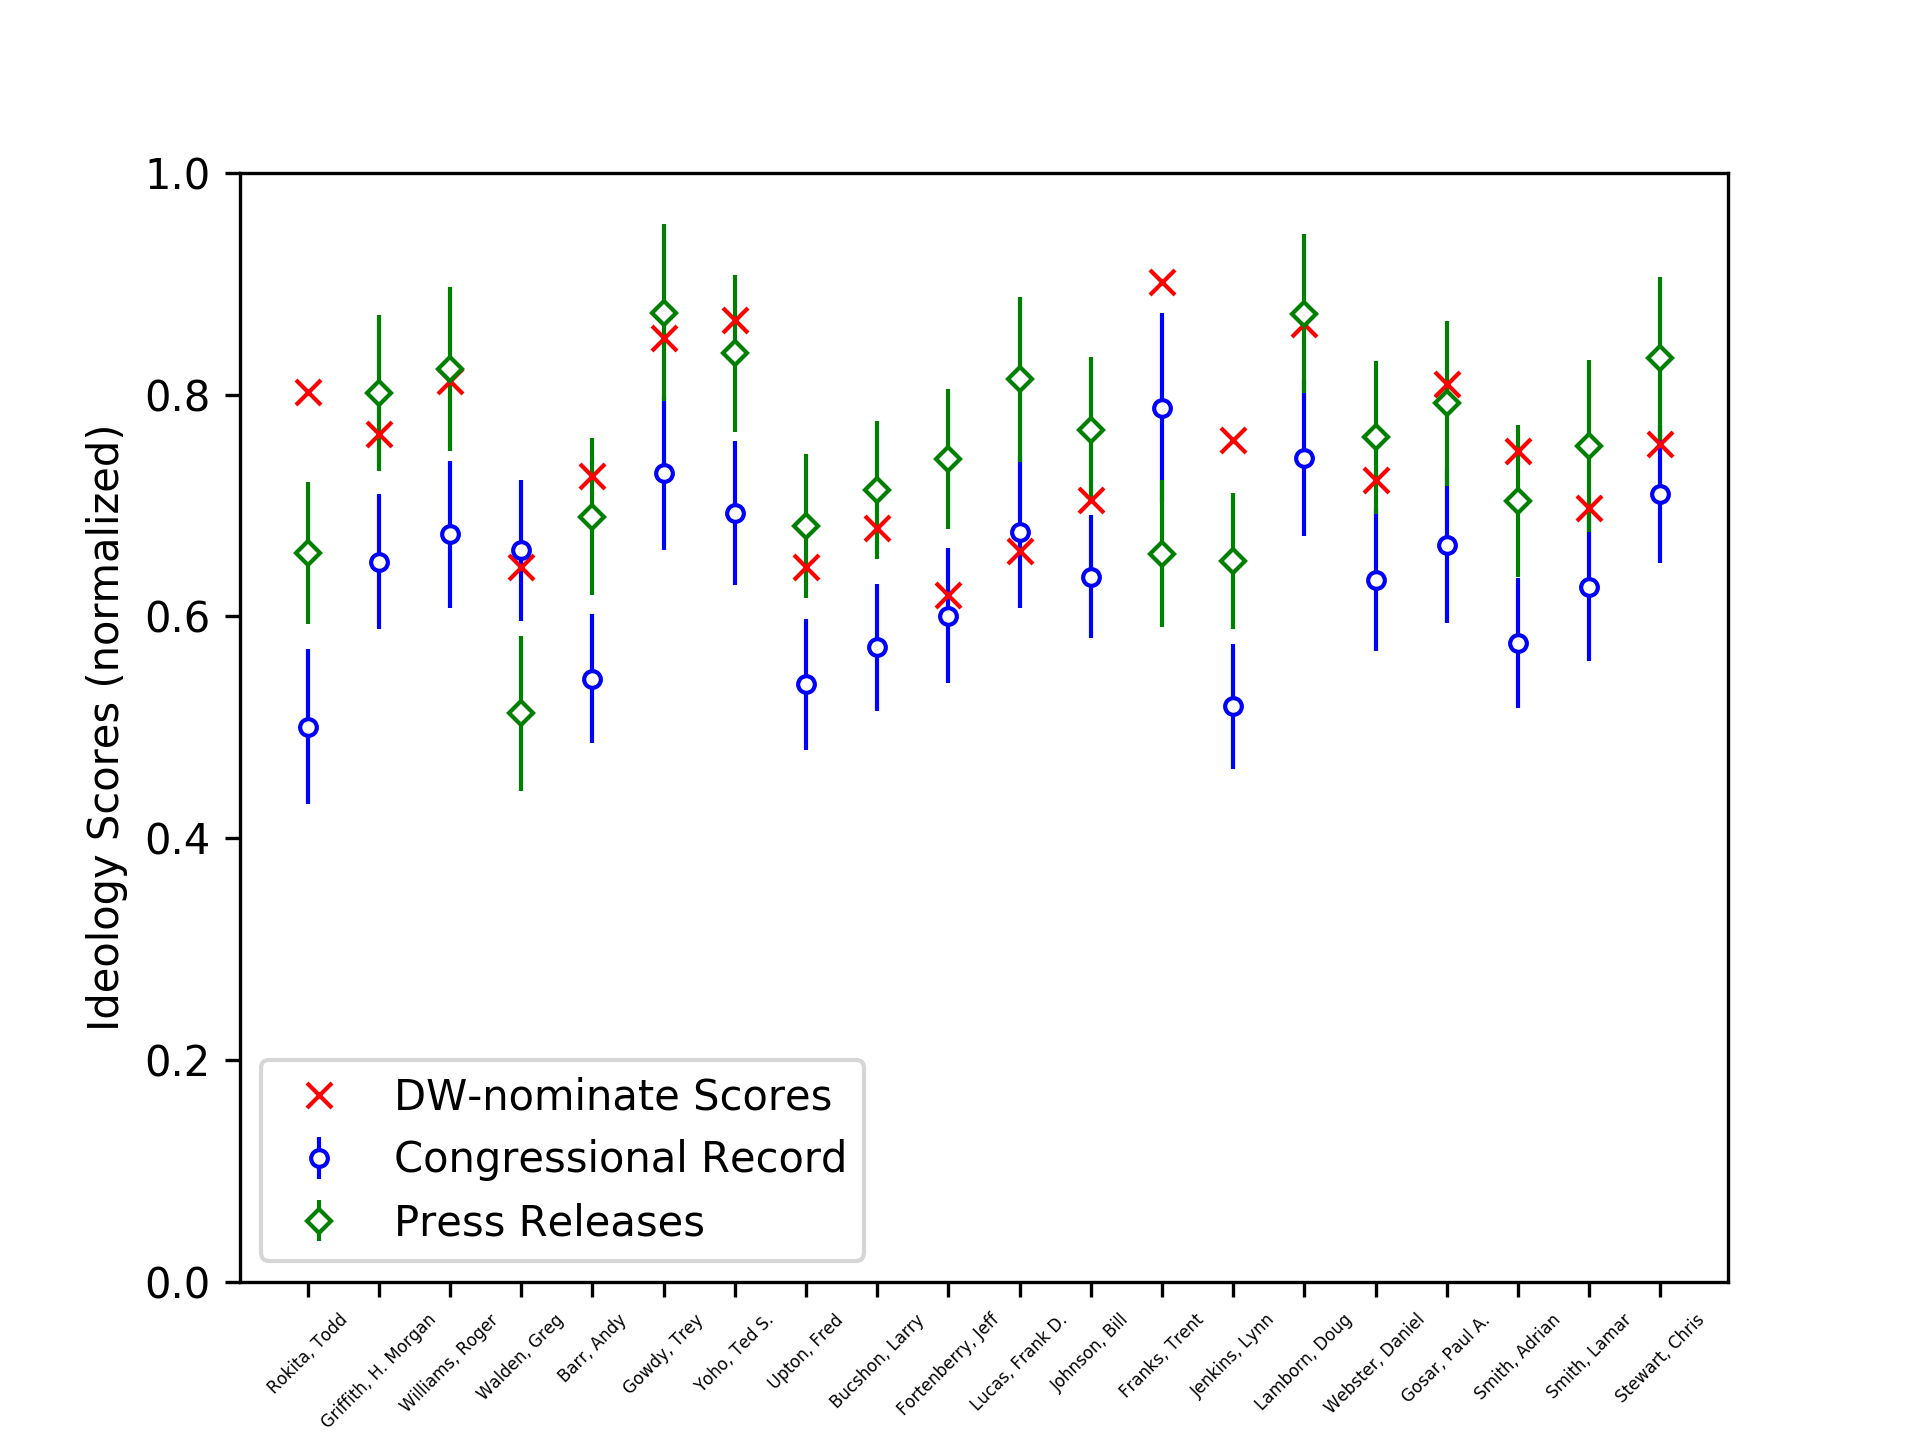 1.0
0.8
0.6
0.4
0.2
0.0
Ideology Scores (normalized)
DW-nominate Scores
Congressional Record
Press Releases
Rokita, Todd
Griffith, H. Morgan
Williams, Roger
Walden, Greg
Barr, Andy
Gowdy, Trey
Yoho, Ted S.
Upton, Fred
Bucshon, Larry
Fortenberry, Jeff
Lucas, Frank D.
Johnson, Bill
Franks, Trent
Jenkins, Lynn
Lamborn, Doug
Webster, Daniel
Gosar, Paul A.
Smith, Adrian
Smith, Lamar
Stewart, Chris